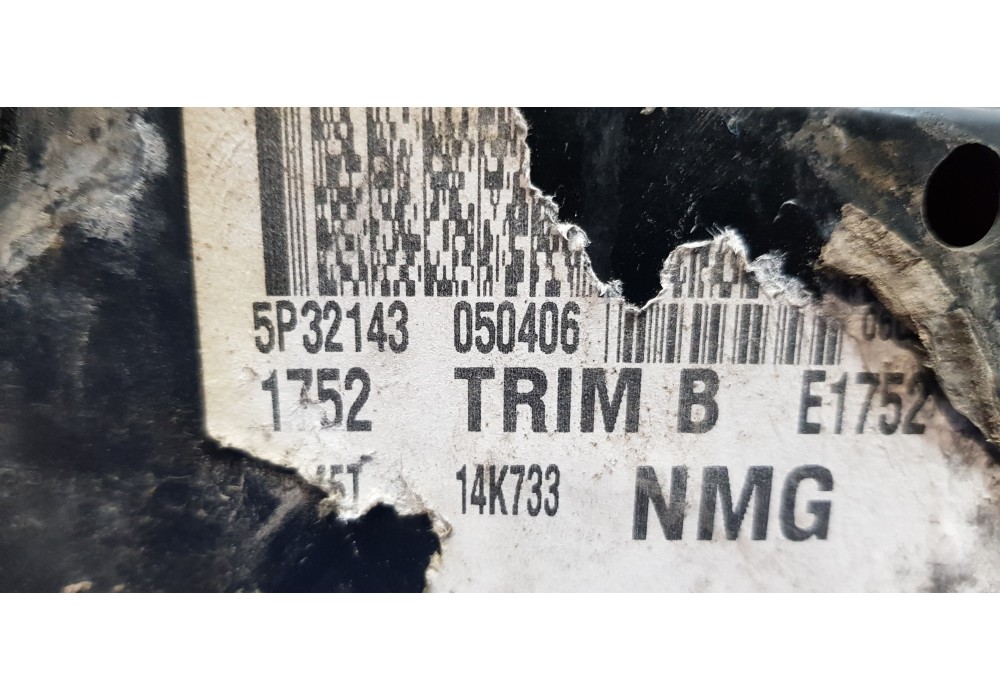 5P32143 050406
1752 TRIM B E1752
14K733 NMG